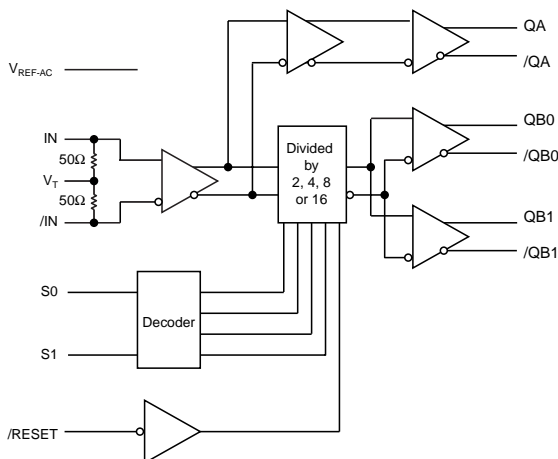 QA
/QA
V_REF-AC
IN
50Ω
V_T
50Ω
/IN
Divided
by
2, 4, 8
or 16
QB0
/QB0
QB1
/QB1
S0
Decoder
S1
/RESET